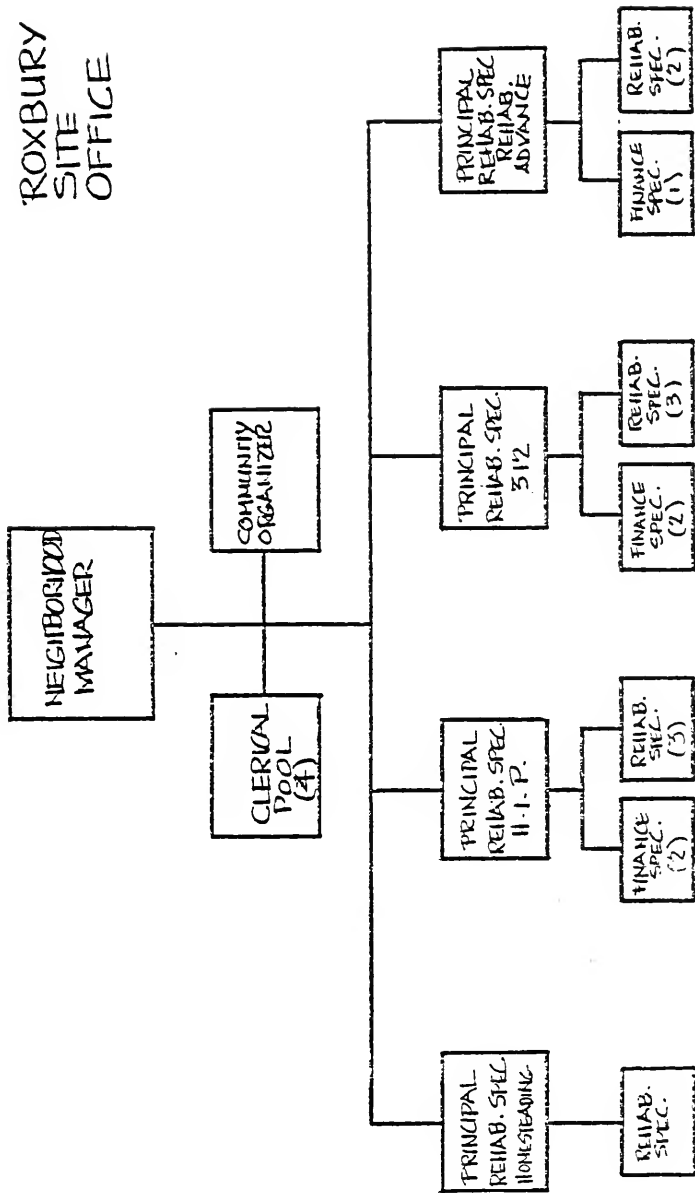 ROXBURY
SITE
OFFICE
NEIGHBORHOOD
MANAGER
CLERICAL
POOL
(4)
COMMUNITY
ORGANIZER
PRINCIPAL
REHAB. SPEC.
HOMESTEADING
PRINCIPAL
REHAB. SPEC.
H.I.P.
PRINCIPAL
REHAB. SPEC.
312
PRINCIPAL
REHAB. SPEC
REHAB.
ADVANCE
REHAB.
SPEC.
FINANCE
SPEC.
(2)
REHAB.
SPEC.
(3)
FINANCE
SPEC.
(2)
REHAB.
SPEC.
(3)
FINANCE
SPEC.
(1)
REHAB.
SPEC.
(2)